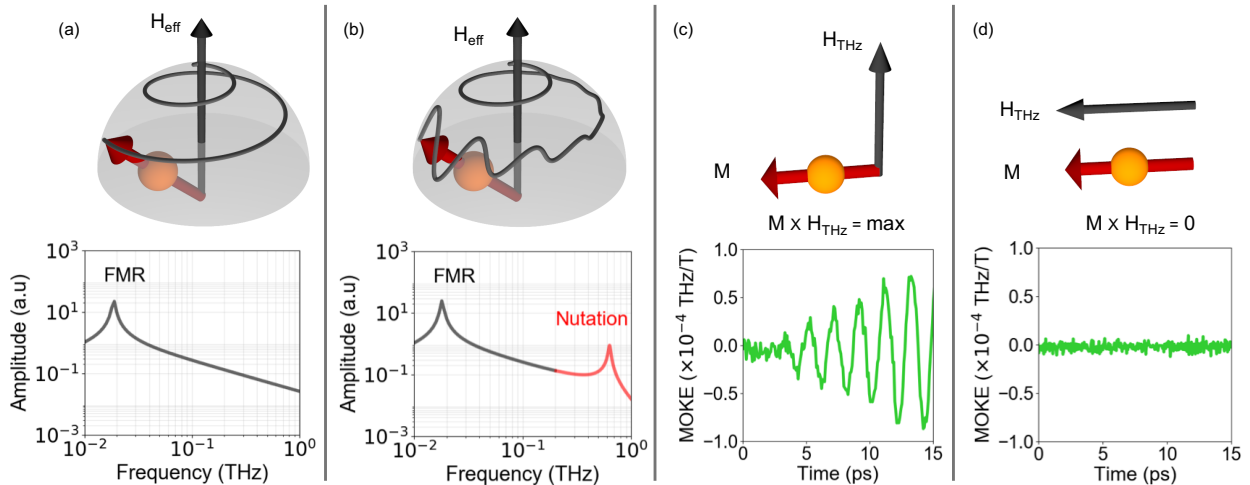 (a)
H_eff
(b)
H_eff
(c)
H_THz
M
M X H_THz = max
(d)
H_THz
M
M X H_THz = 0
Amplitude (a.u)
10^3
10^1
10^−1
10^−3
FMR
10^−2
10^−1
10^0
Frequency (THz)
Amplitude (a.u)
10^3
10^1
10^−1
10^−3
FMR
Nutation
10^−2
10^−1
10^0
Frequency (THz)
MOKE (×10^−4 THz/T)
1.0
0.5
0.0
−0.5
−1.0
0
5
10
15
Time (ps)
MOKE (×10^−4 THz/T)
1.0
0.5
0.0
−0.5
−1.0
0
5
10
15
Time (ps)